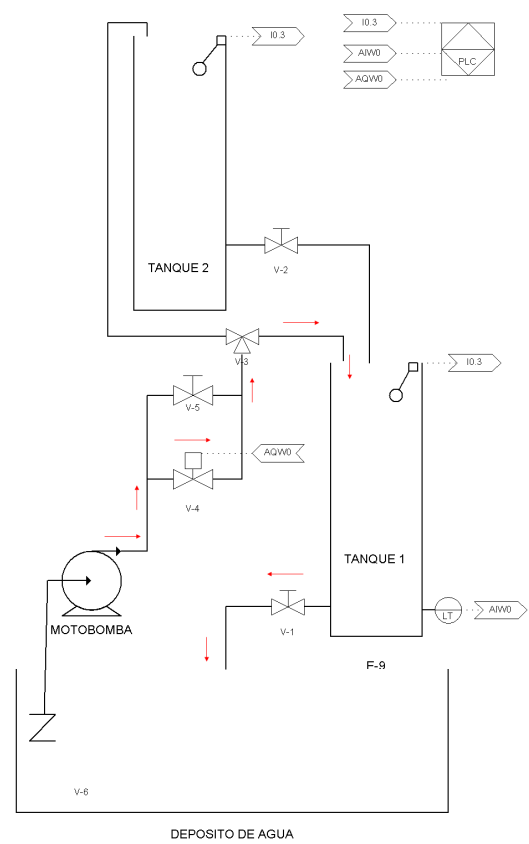 I0.3
I0.3
AIW0
AQW0
PLC
TANQUE 2
V-2
V-3
I0.3
V-5
AQW0
V-4
TANQUE 1
MOTOBOMBA
V-1
LT
AIW0
E-9
V-6
DEPOSITO DE AGUA